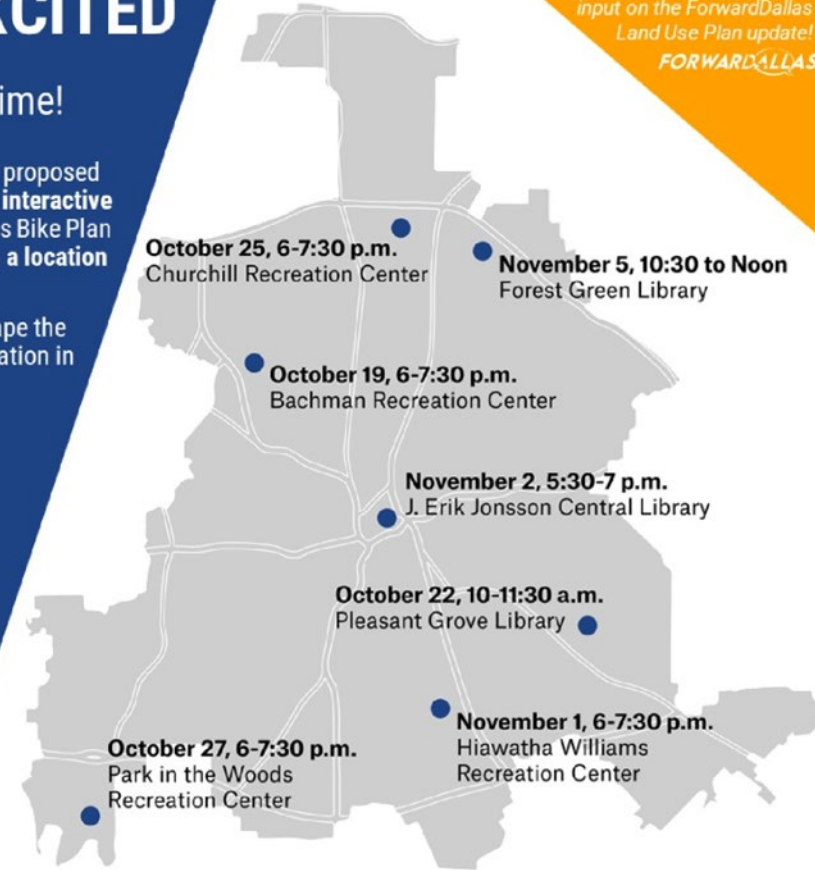 ime!
proposed
interactive
s Bike Plan
a location
ation in
input on the ForwardDallas
Land Use Plan update!
FORWARDALLAS
October 25, 6-7:30 p.m.
Churchill Recreation Center
November 5, 10:30 to Noon
Forest Green Library
October 19, 6-7:30 p.m.
Bachman Recreation Center
November 2, 5:30-7 p.m.
J. Erik Jonsson Central Library
October 22, 10-11:30 a.m.
Pleasant Grove Library
November 1, 6-7:30 p.m.
Hiawatha Williams
Recreation Center
October 27, 6-7:30 p.m.
Park in the Woods
Recreation Center